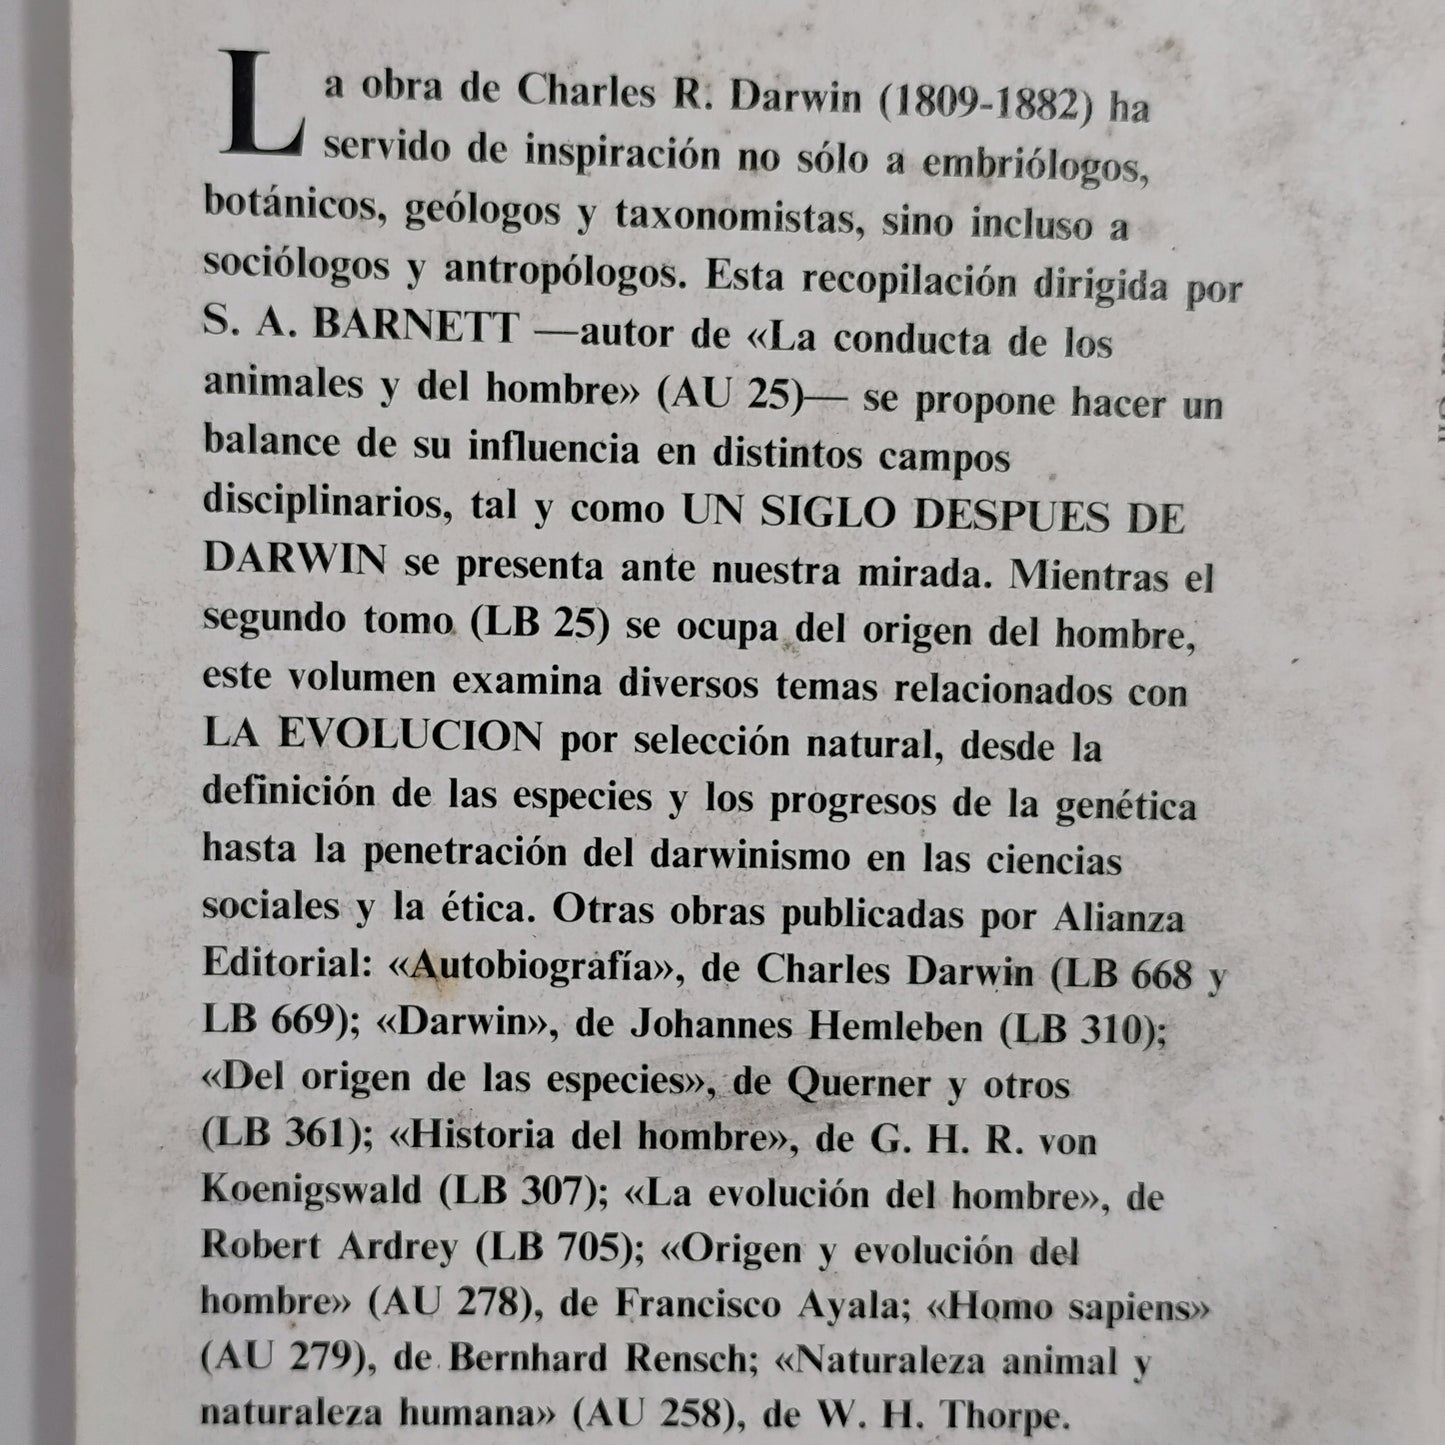 La obra de Charles R. Darwin (1809-1882) ha
servido de inspiración no sólo a embriólogos,
botánicos, geólogos y taxonomistas, sino incluso a
sociólogos y antropólogos. Esta recopilación dirigida por
S. A. BARNETT —autor de «La conducta de los
animales y del hombre» (AU 25)— se propone hacer un
balance de su influencia en distintos campos
disciplinarios, tal y como UN SIGLO DESPUES DE
DARWIN se presenta ante nuestra mirada. Mientras el
segundo tomo (LB 25) se ocupa del origen del hombre,
este volumen examina diversos temas relacionados con
LA EVOLUCION por selección natural, desde la
definición de las especies y los progresos de la genética
hasta la penetración del darwinismo en las ciencias
sociales y la ética. Otras obras publicadas por Alianza
Editorial: «Autobiografía», de Charles Darwin (LB 668 y
LB 669); «Darwin», de Johannes Hemleben (LB 310);
«Del origen de las especies», de Querner y otros
(LB 361); «Historia del hombre», de G. H. R. von
Koenigswald (LB 307); «La evolución del hombre», de
Robert Ardrey (LB 705); «Origen y evolución del
hombre» (AU 278), de Francisco Ayala; «Homo sapiens»
(AU 279), de Bernhard Rensch; «Naturaleza animal y
naturaleza humana» (AU 258), de W. H. Thorpe.